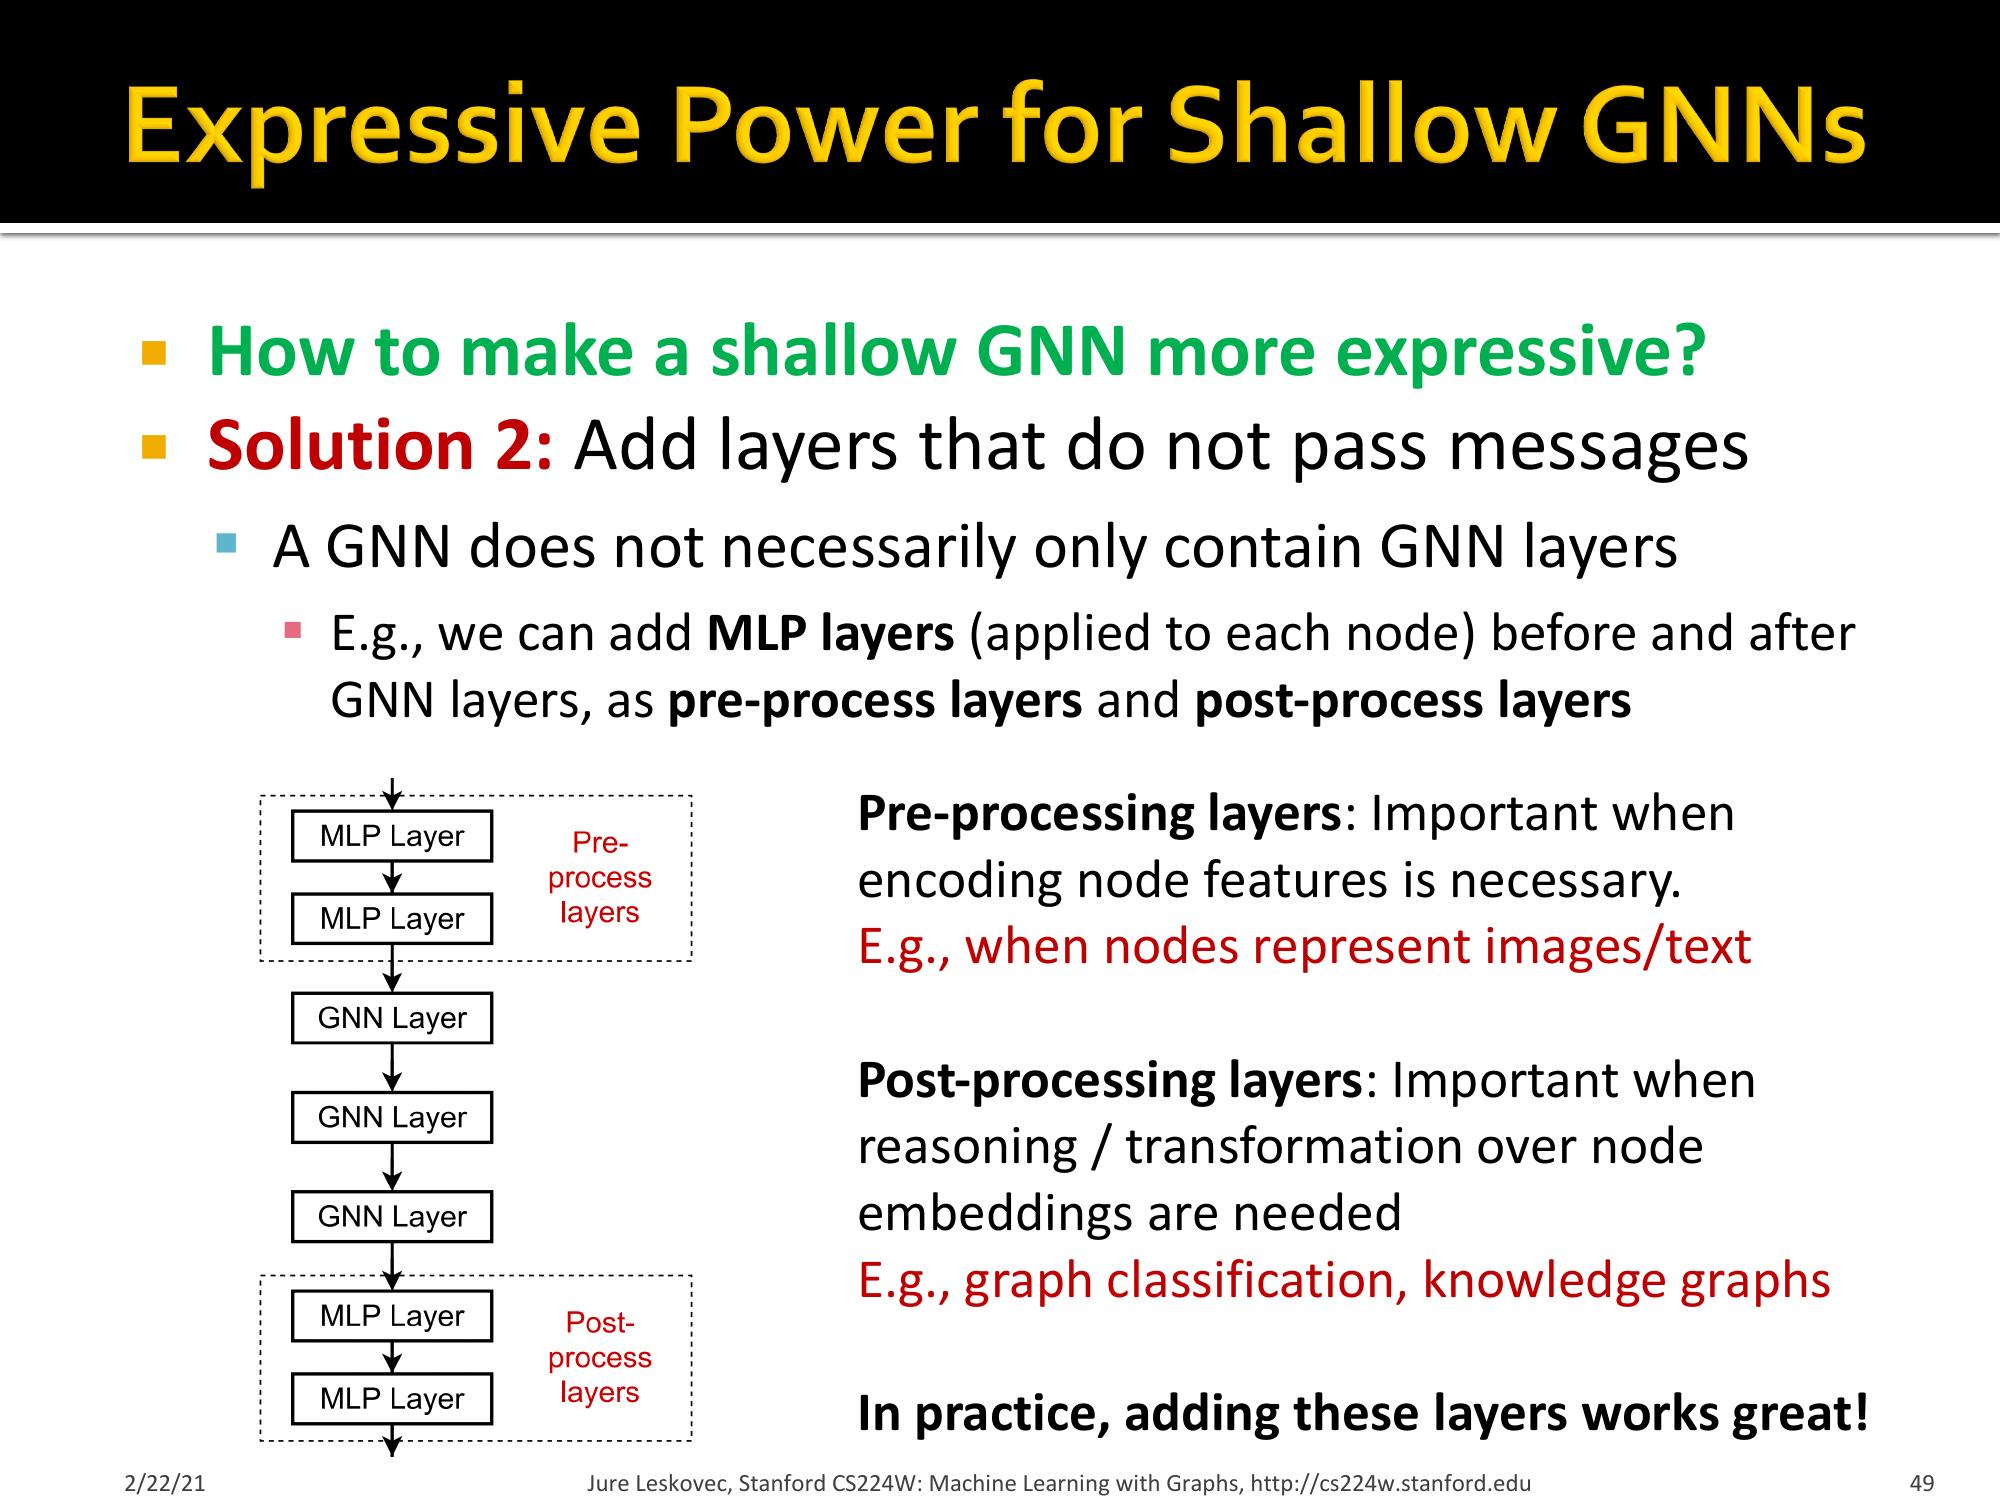 Expressive Power for Shallow GNNs
How to make a shallow GNN more expressive?
Solution 2: Add layers that do not pass messages
A GNN does not necessarily only contain GNN layers
E.g., we can add MLP layers (applied to each node) before and after
GNN layers, as pre-process layers and post-process layers
MLP Layer
MLP Layer
Pre-
process
layers
GNN Layer
GNN Layer
GNN Layer
MLP Layer
MLP Layer
Post-
process
layers
Pre-processing layers: Important when
encoding node features is necessary.
E.g., when nodes represent images/text
Post-processing layers: Important when
reasoning / transformation over node
embeddings are needed
E.g., graph classification, knowledge graphs
In practice, adding these layers works great!
2/22/21
Jure Leskovec, Stanford CS224W: Machine Learning with Graphs, http://cs224w.stanford.edu
49